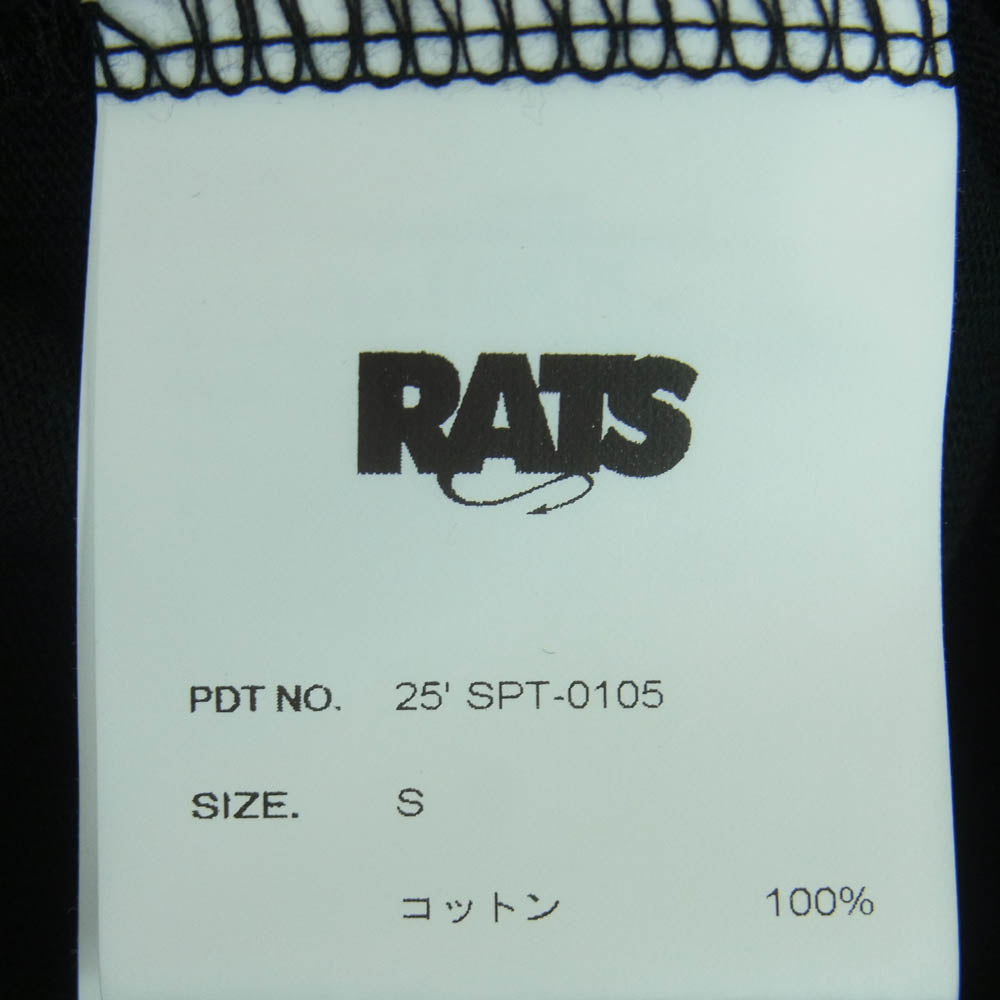 RATS
PDT NO. 25' SPT-0105
SIZE. S
コットン 100%